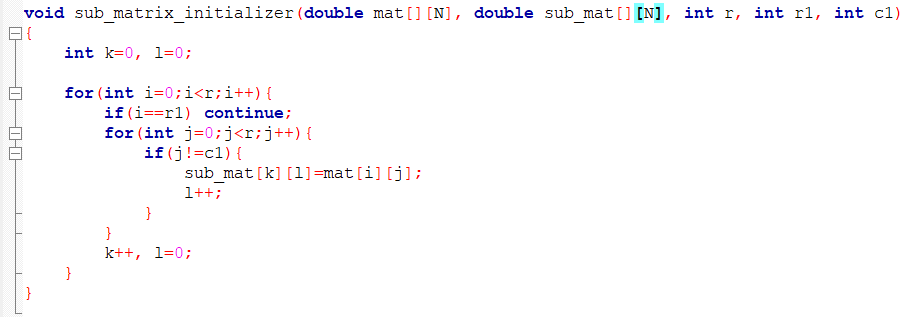 void sub_matrix_initializer(double mat[][N], double sub_mat[][N], int r, int r1, int c1)
{
    int k=0, l=0;

    for(int i=0;i<r;i++){
        if(i==r1) continue;
        for(int j=0;j<r;j++){
            if(j!=c1){
                sub_mat[k][l]=mat[i][j];
                l++;
            }
        }
        k++, l=0;
    }
}